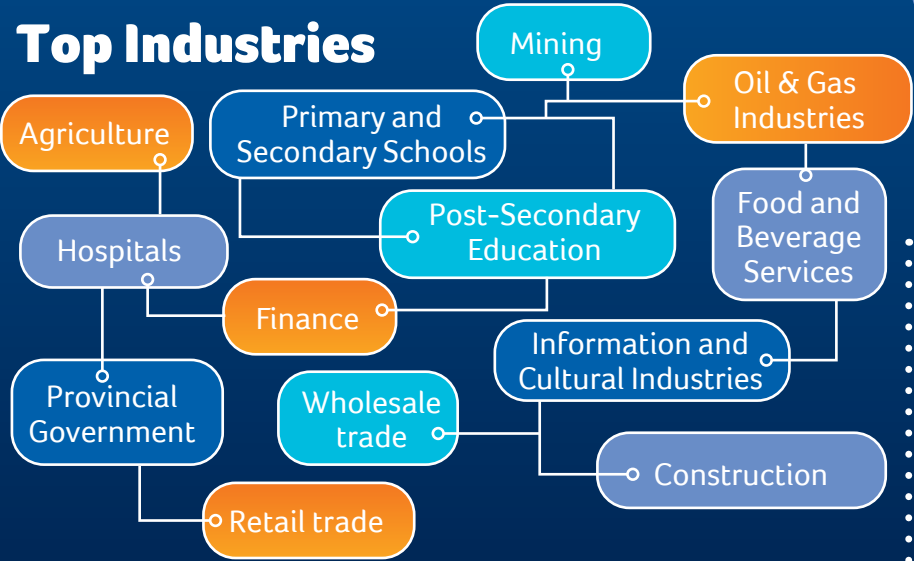 Top Industries
Mining
Oil & Gas
Industries
Agriculture
Primary and
Secondary Schools
Post-Secondary
Education
Food and
Beverage
Services
Hospitals
Finance
Information and
Cultural Industries
Provincial
Government
Wholesale
trade
Construction
Retail trade